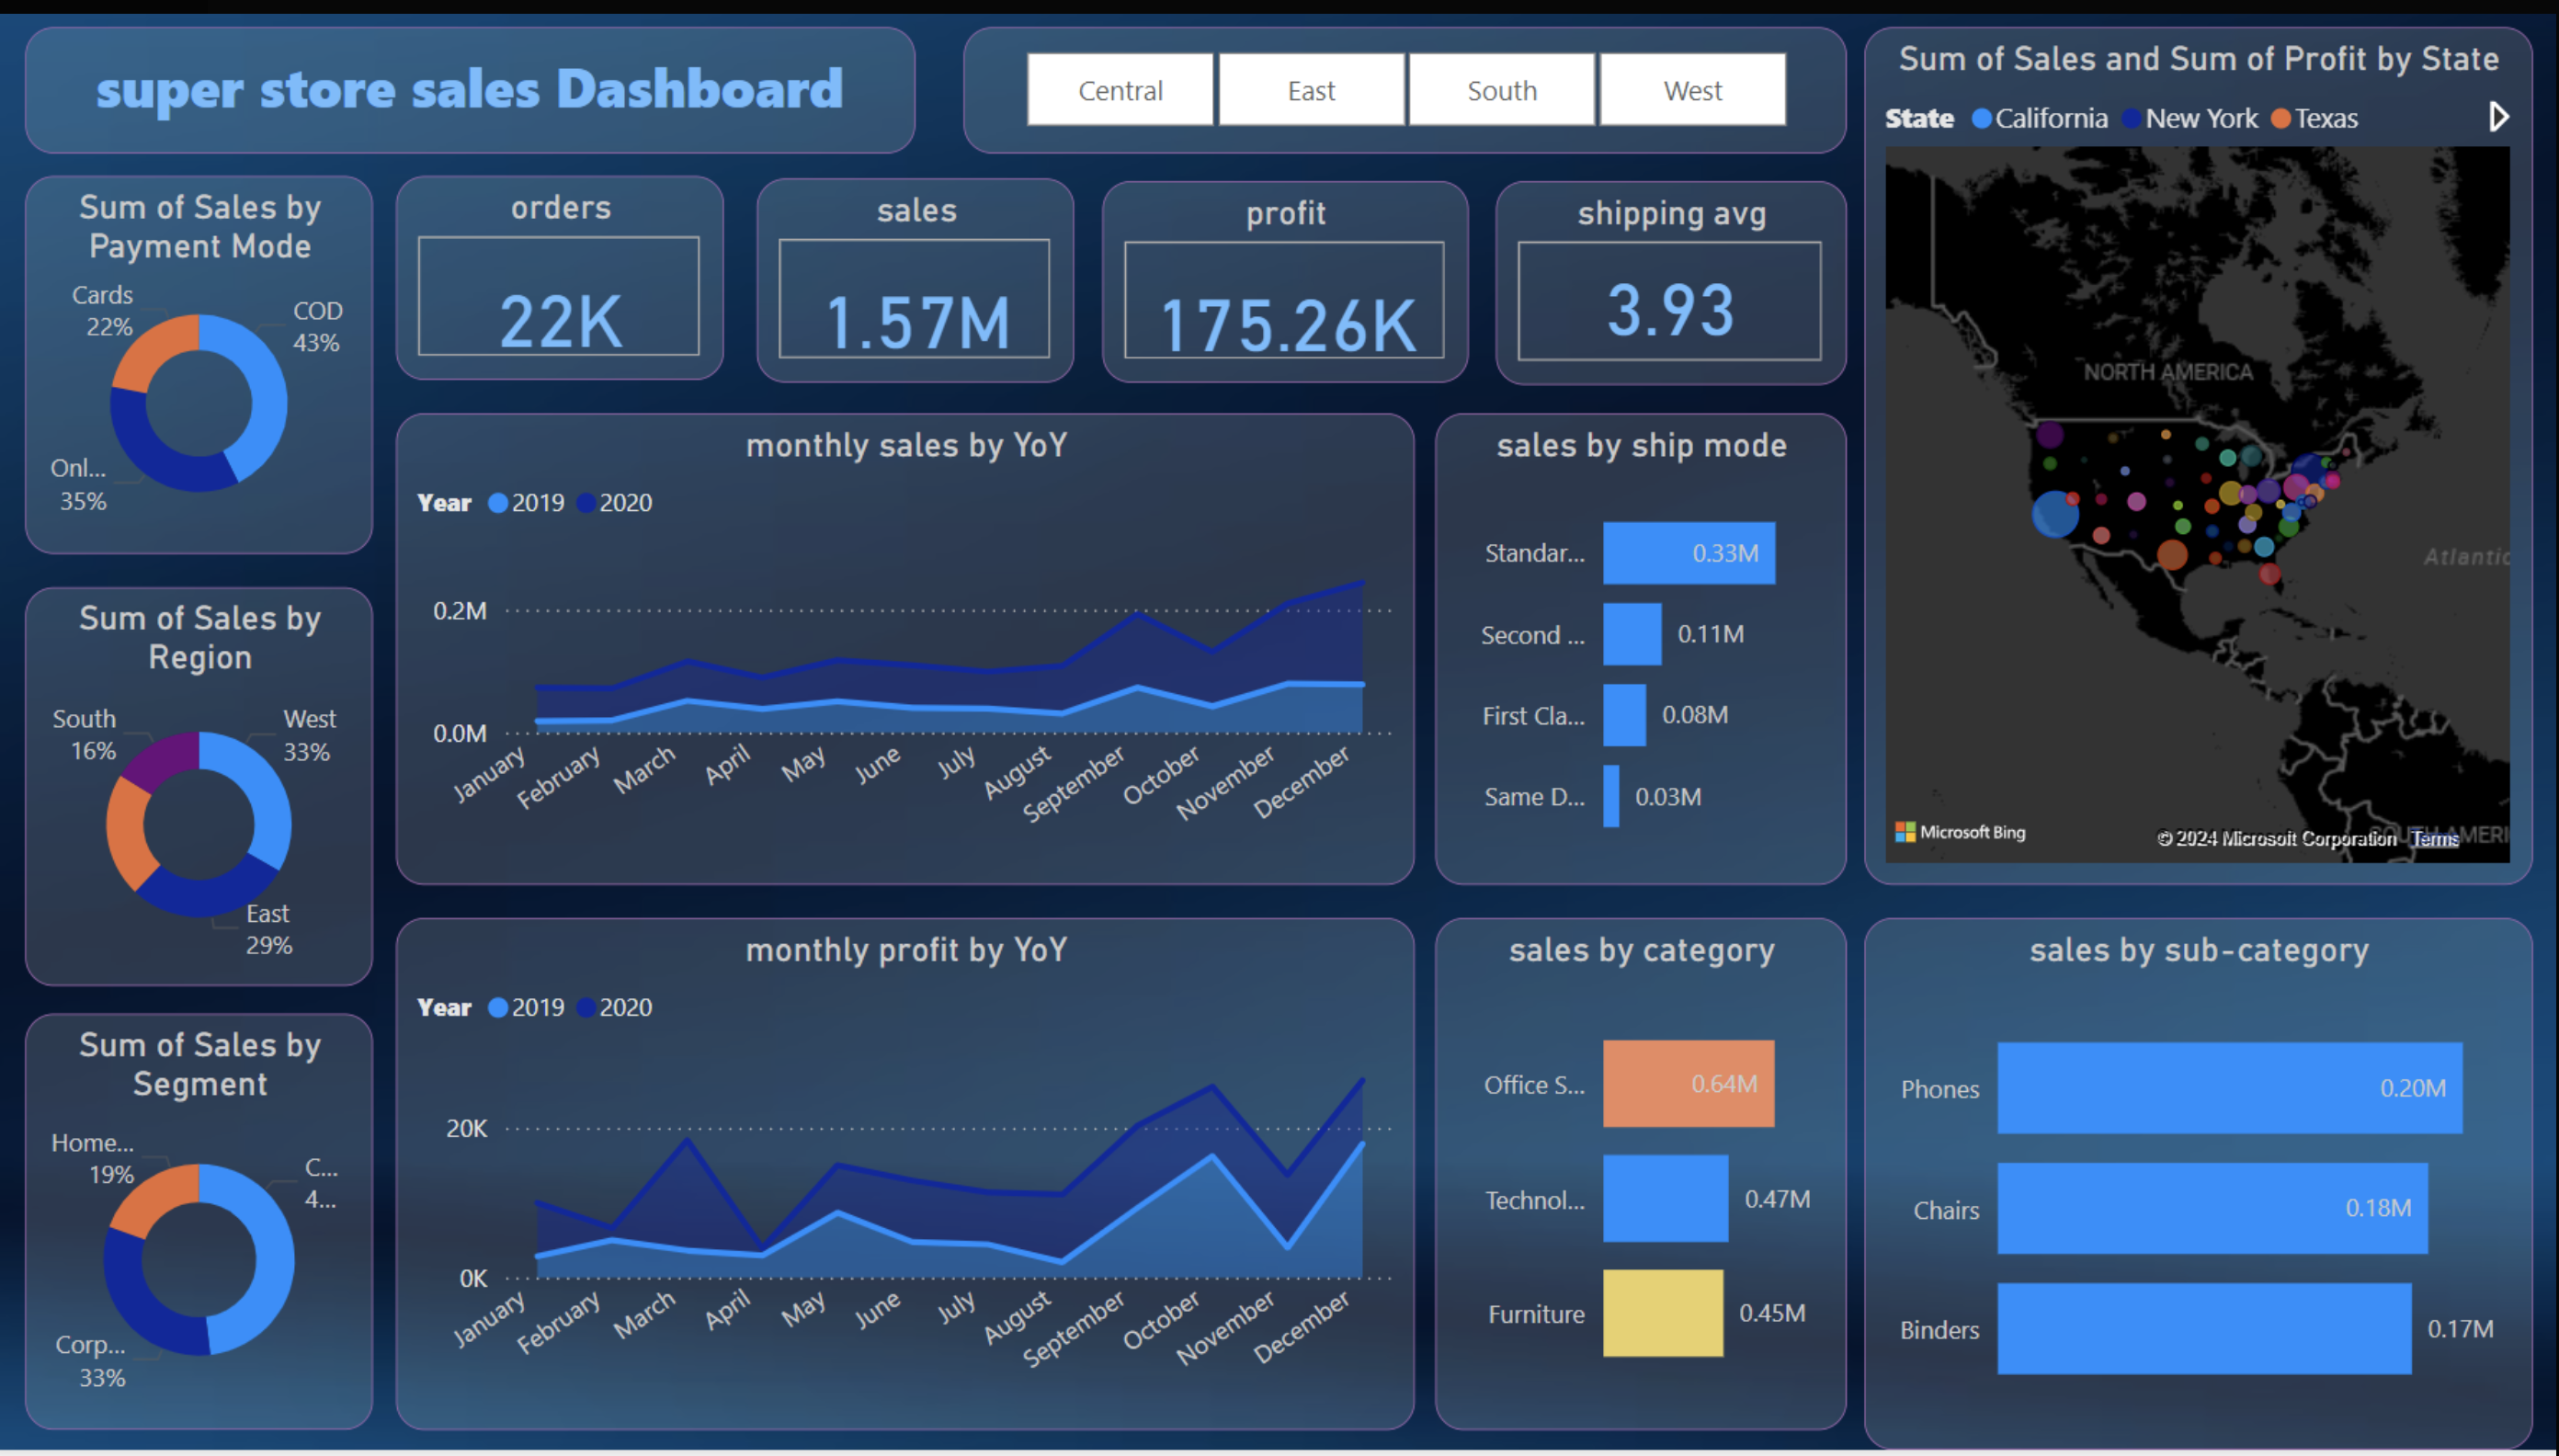 super store sales Dashboard
Central
East
South
West
Sum of Sales and Sum of Profit by State
State California New York Texas
NORTH AMERICA
Atlantic
Microsoft Bing
© 2024 Microsoft Corporation Terms
SOUTH AMERI
Sum of Sales by
Payment Mode
Cards
22%
COD
43%
Onl...
35%
orders
22K
sales
1.57M
profit
175.26K
shipping avg
3.93
monthly sales by YoY
Year 2019 2020
0.2M
0.0M
January
February
March
April
May
June
July
August
September
October
November
December
sales by ship mode
Standar... 0.33M
Second ... 0.11M
First Cla... 0.08M
Same D... 0.03M
Sum of Sales by
Region
South
16%
West
33%
East
29%
monthly profit by YoY
Year 2019 2020
20K
0K
January
February
March
April
May
June
July
August
September
October
November
December
sales by category
Office S... 0.64M
Technol... 0.47M
Furniture 0.45M
sales by sub-category
Phones 0.20M
Chairs 0.18M
Binders 0.17M
Sum of Sales by
Segment
Home...
19%
C...
4...
Corp...
33%